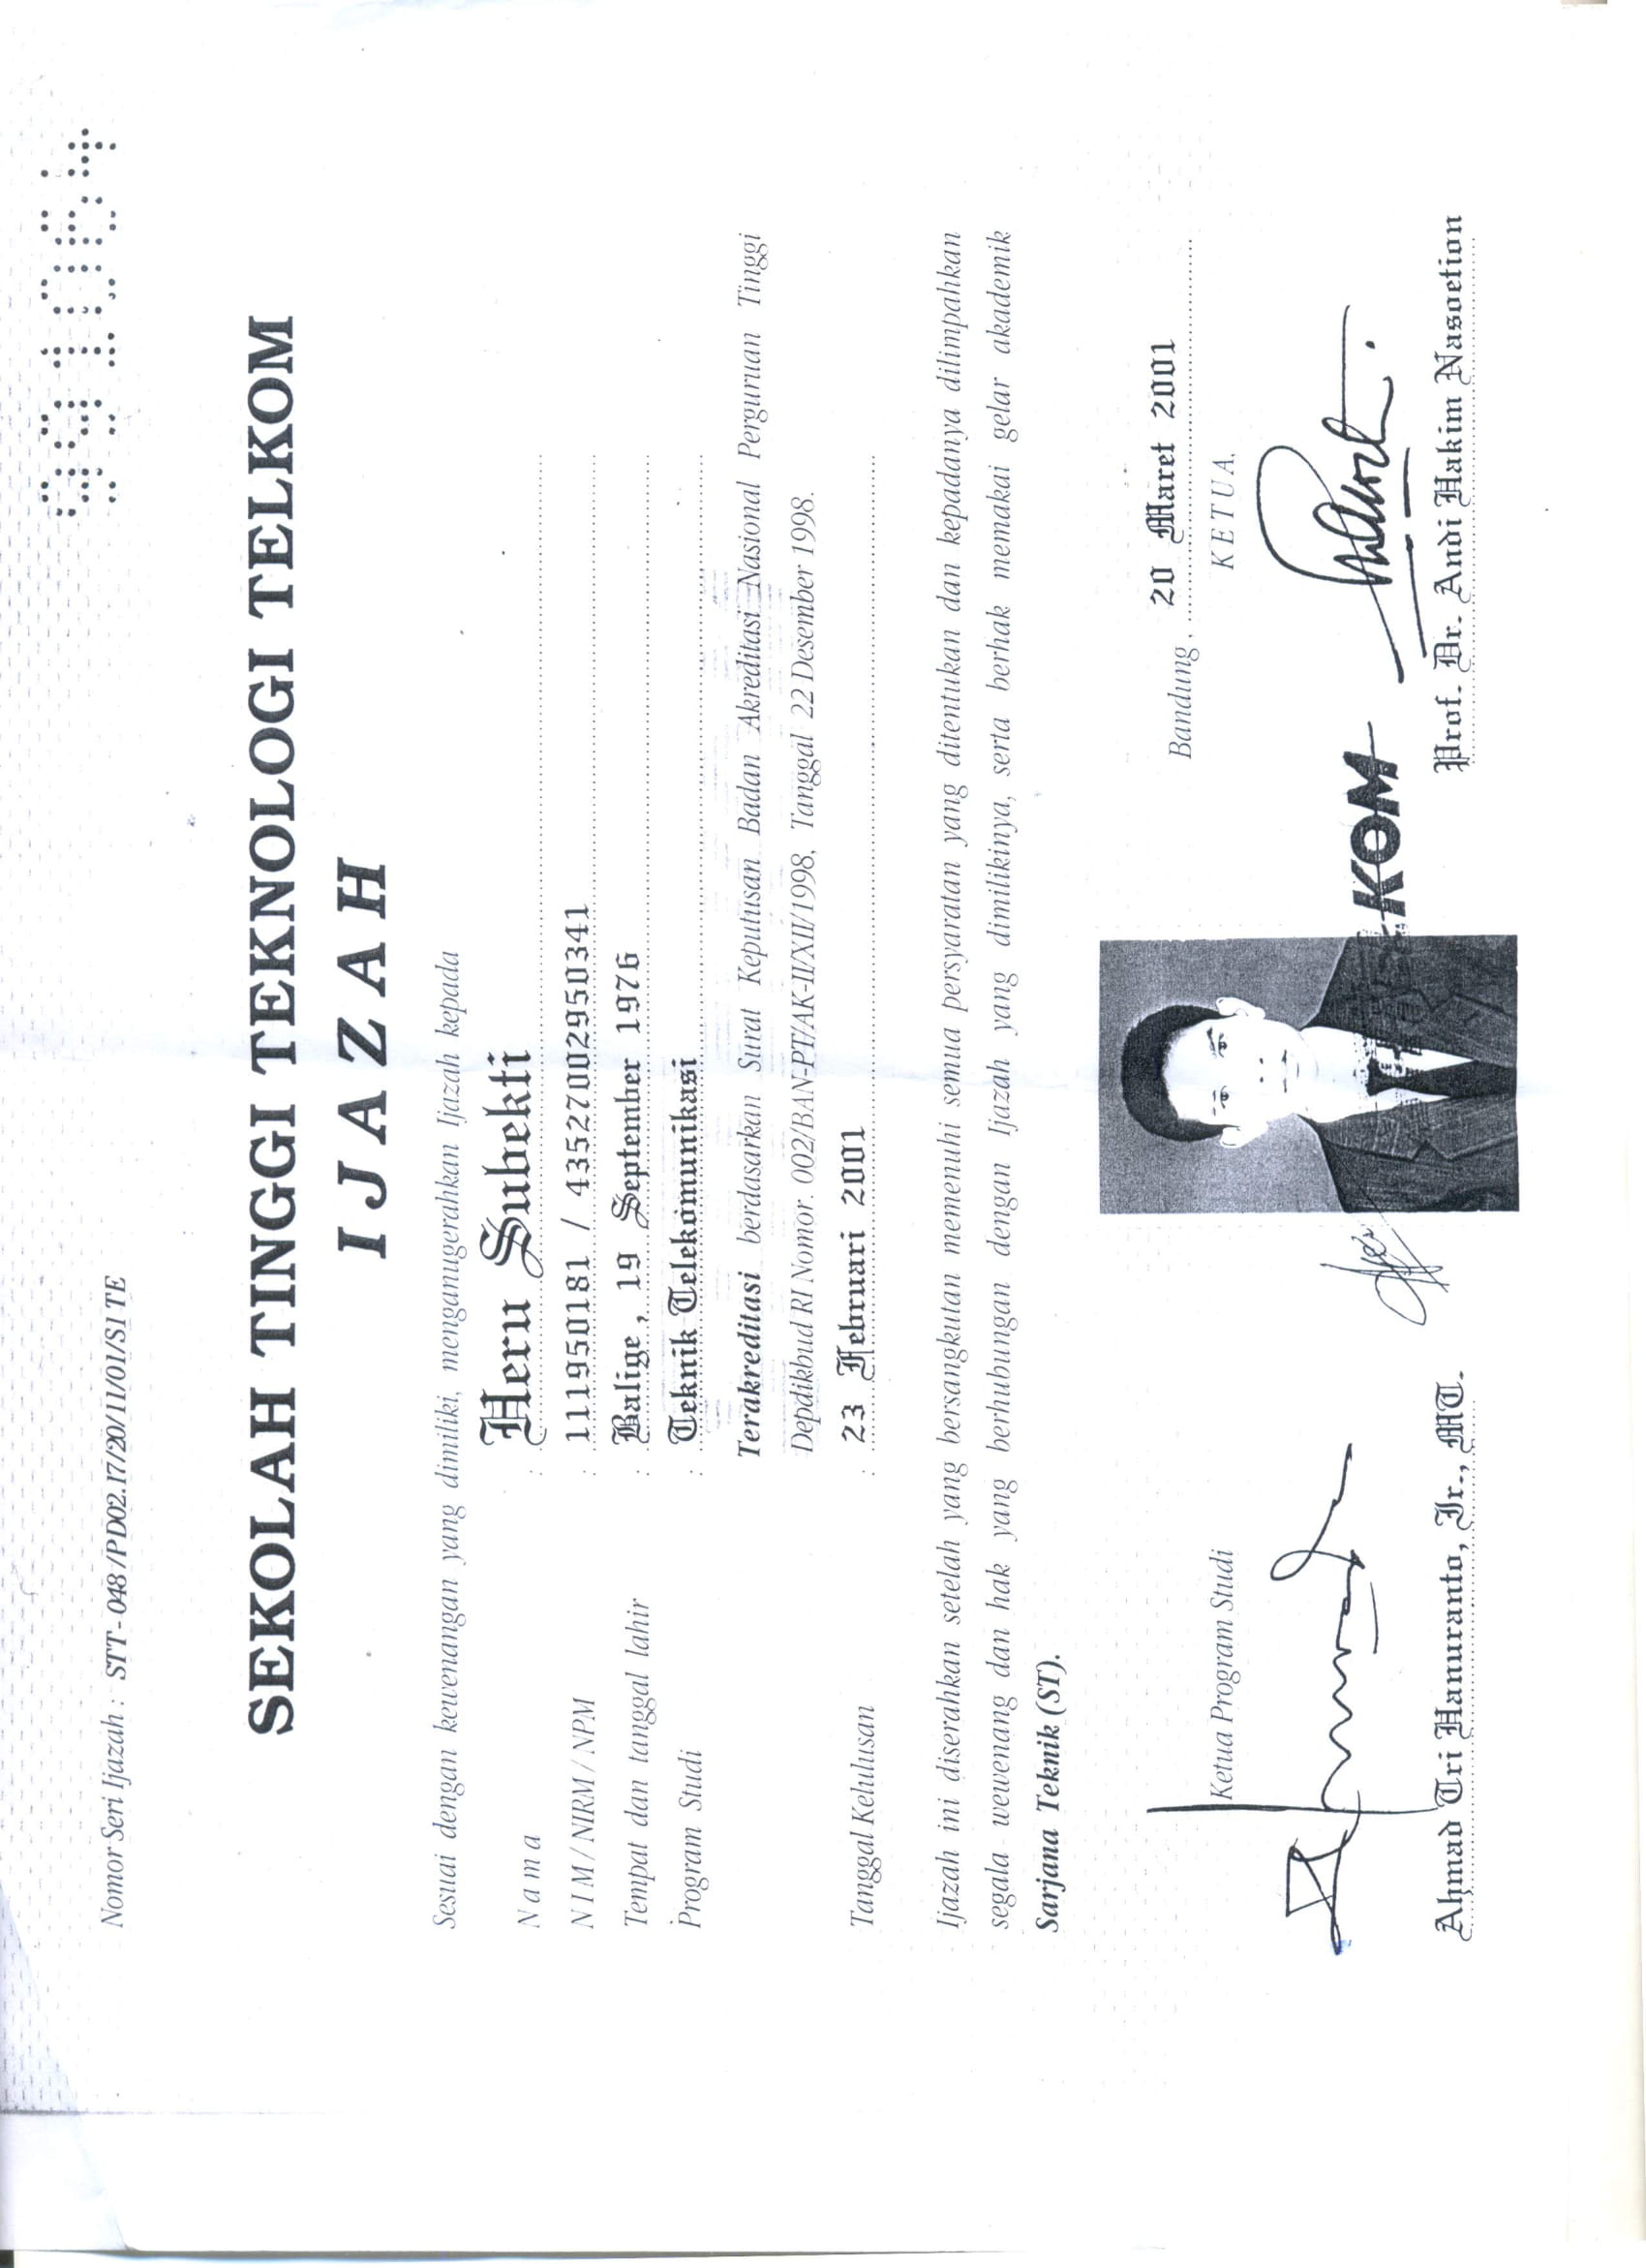 991064
Nomor Seri Ijazah : STT - 048 /PD02.17/20/11/01/S1 TE
SEKOLAH TINGGI TEKNOLOGI TELKOM
IJAZAH
Sesuai dengan kewenangan yang dimiliki, menganugerahkan Ijazah kepada
Nama : Heru Subekti
NIM / NIRM / NPM : 111950181 / 43527002950341
Tempat dan tanggal lahir : Balige, 19 September 1976
Program Studi : Teknik Telekomunikasi
Terakreditasi berdasarkan Surat Keputusan Badan Akreditasi Nasional Perguruan Tinggi
Depdikbud RI Nomor. 002/BAN-PT/AK-II/XII/1998, Tanggal 22 Desember 1998.
Tanggal Kelulusan : 23 Februari 2001
Ijazah ini diserahkan setelah yang bersangkutan memenuhi semua persyaratan yang ditentukan dan kepadanya dilimpahkan
segala wewenang dan hak yang berhubungan dengan Ijazah yang dimilikinya, serta berhak memakai gelar akademik
Sarjana Teknik (ST).
Bandung, 20 Maret 2001
Ketua Program Studi
KETUA,
Ahmad Tri Hanuranto, Ir., MT.
Prof. Dr. Andi Hakim Nasoetion